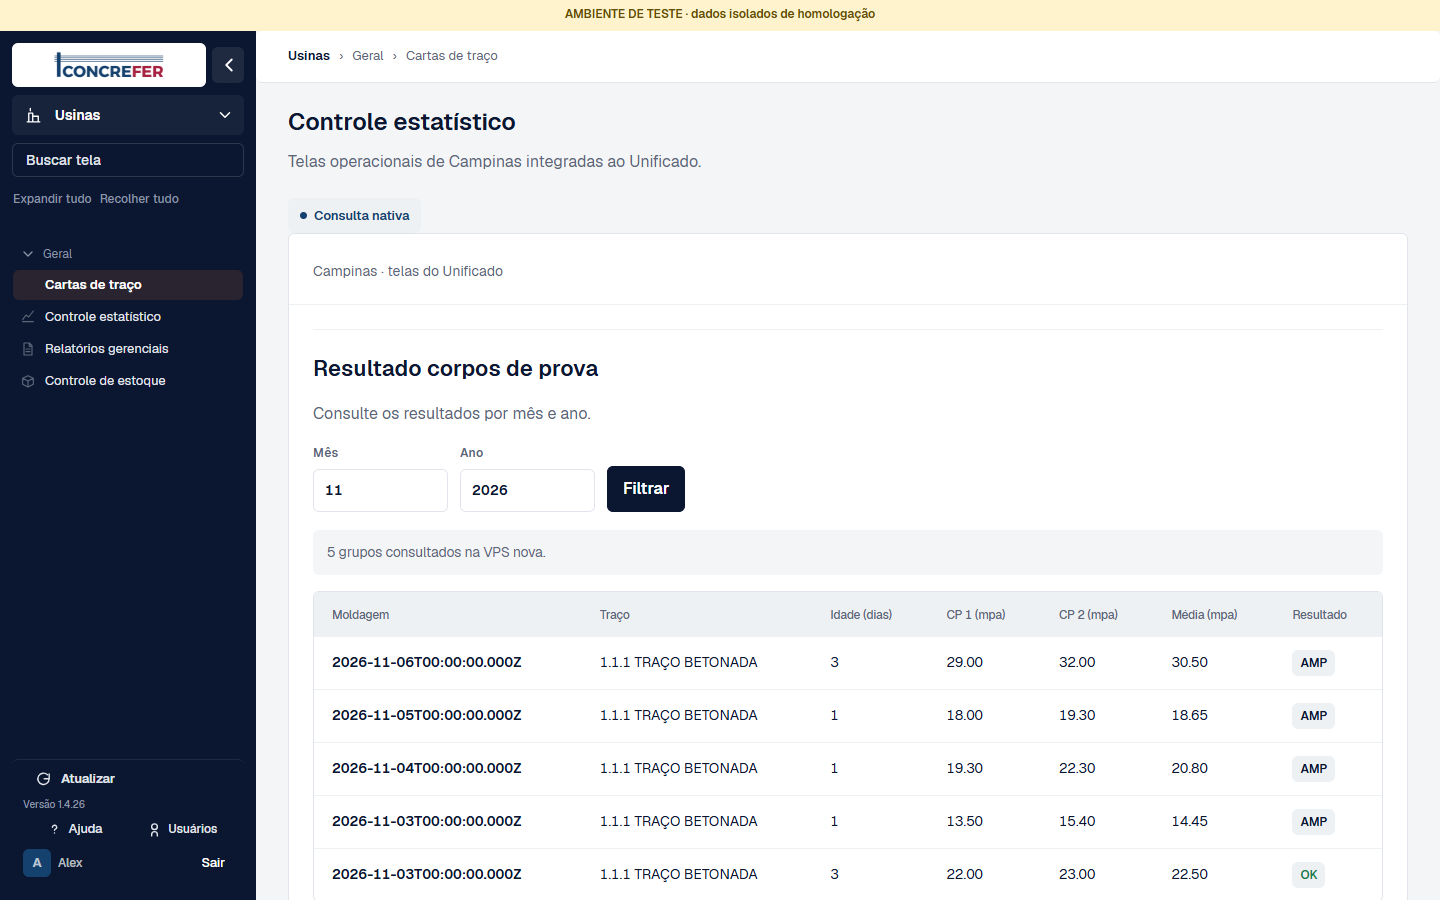 AMBIENTE DE TESTE · dados isolados de homologação
CONCREFER
Usinas
Buscar tela
Expandir tudo Recolher tudo
Geral
Cartas de traço
Controle estatístico
Relatórios gerenciais
Controle de estoque
Atualizar
Versão 1.4.26
? Ajuda Usuários
A Alex Sair
Usinas › Geral › Cartas de traço
Controle estatístico
Telas operacionais de Campinas integradas ao Unificado.
Consulta nativa
Campinas · telas do Unificado
Resultado corpos de prova
Consulte os resultados por mês e ano.
Mês Ano
11 2026 Filtrar
5 grupos consultados na VPS nova.
Moldagem Traço Idade (dias) CP 1 (mpa) CP 2 (mpa) Média (mpa) Resultado
2026-11-06T00:00:00.000Z 1.1.1 TRAÇO BETONADA 3 29.00 32.00 30.50 AMP
2026-11-05T00:00:00.000Z 1.1.1 TRAÇO BETONADA 1 18.00 19.30 18.65 AMP
2026-11-04T00:00:00.000Z 1.1.1 TRAÇO BETONADA 1 19.30 22.30 20.80 AMP
2026-11-03T00:00:00.000Z 1.1.1 TRAÇO BETONADA 1 13.50 15.40 14.45 AMP
2026-11-03T00:00:00.000Z 1.1.1 TRAÇO BETONADA 3 22.00 23.00 22.50 OK